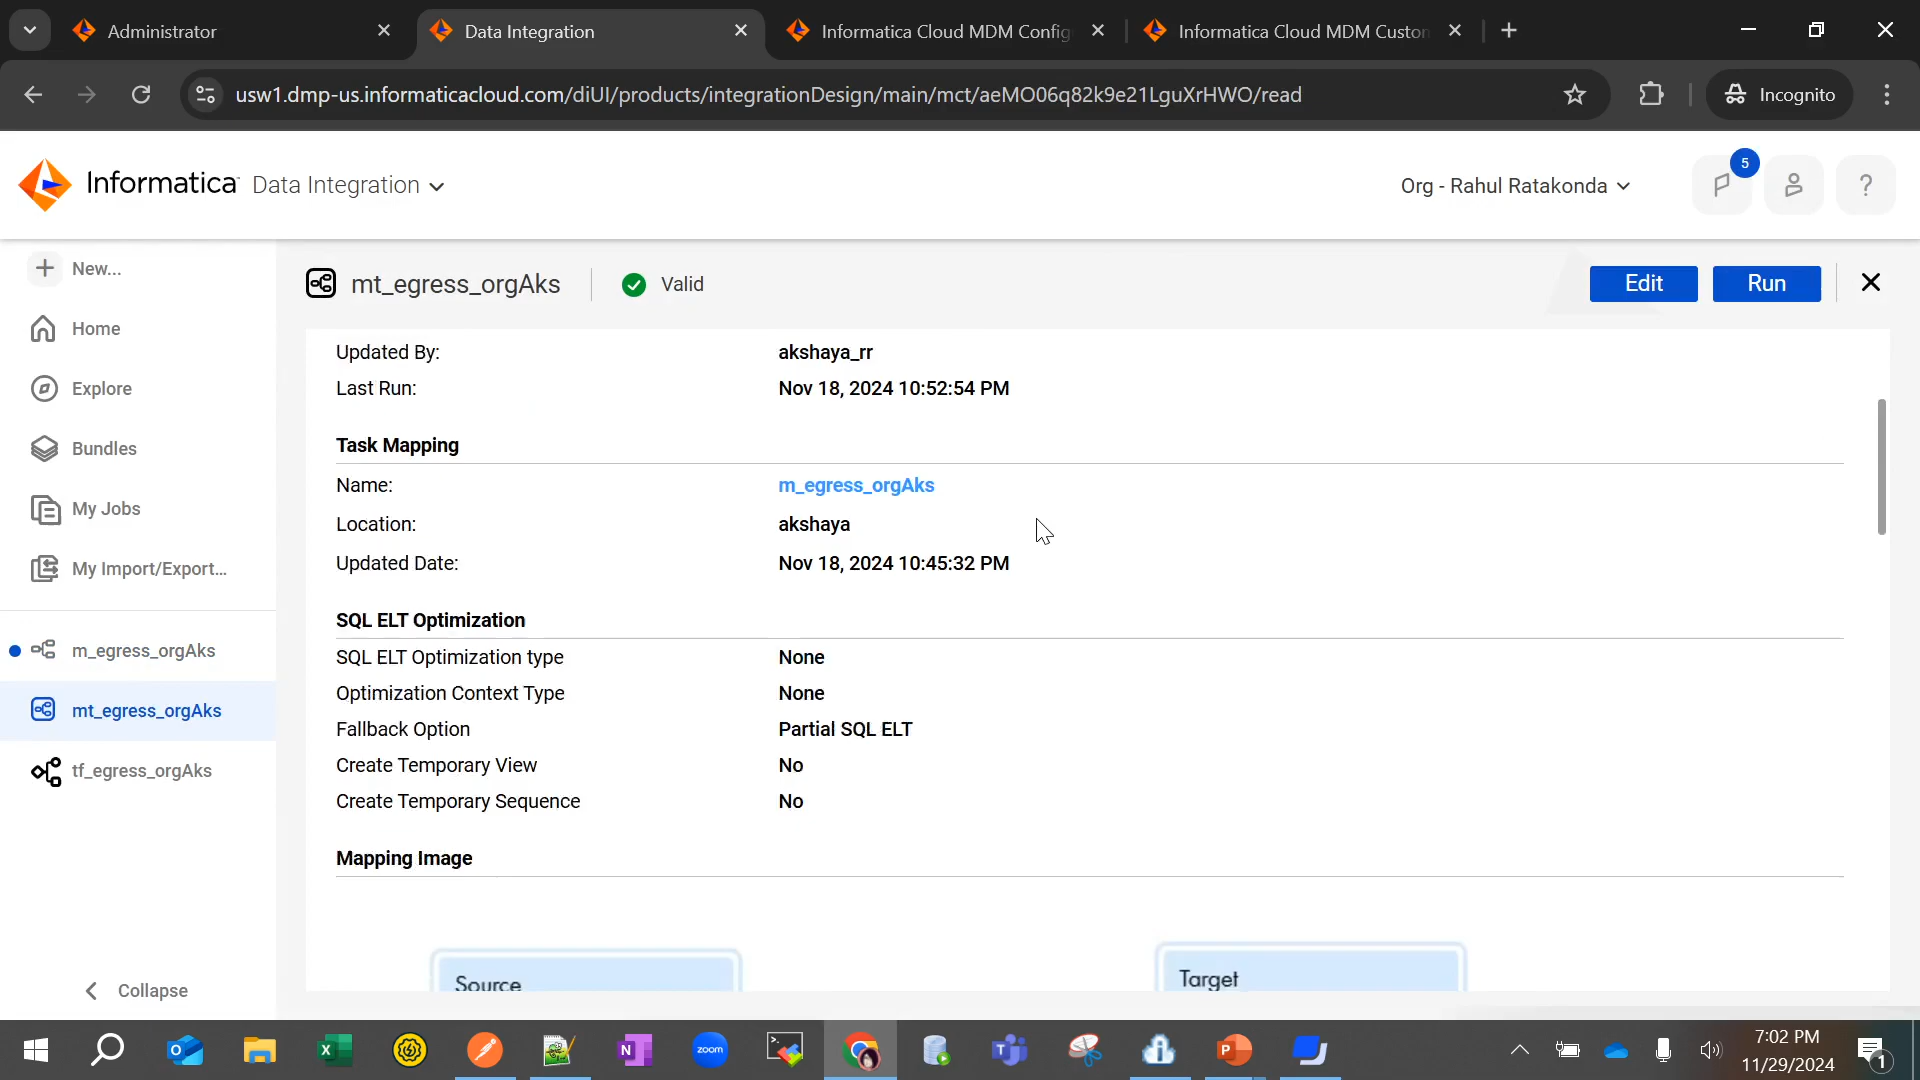 Administrator
Data Integration
Informatica Cloud MDM Config
Informatica Cloud MDM Custon
usw1.dmp-us.informaticacloud.com/diUI/products/integrationDesign/main/mct/aeMO06q82k9e21LguXrHWO/read
Incognito
Informatica Data Integration
Org - Rahul Ratakonda
5
?
New...
Home
Explore
Bundles
My Jobs
My Import/Export...
m_egress_orgAks
mt_egress_orgAks
tf_egress_orgAks
Collapse
mt_egress_orgAks
Valid
Edit
Run
Updated By: akshaya_rr
Last Run: Nov 18, 2024 10:52:54 PM
Task Mapping
Name: m_egress_orgAks
Location: akshaya
Updated Date: Nov 18, 2024 10:45:32 PM
SQL ELT Optimization
SQL ELT Optimization type None
Optimization Context Type None
Fallback Option Partial SQL ELT
Create Temporary View No
Create Temporary Sequence No
Mapping Image
Source
Target
zoom
7:02 PM
11/29/2024
1